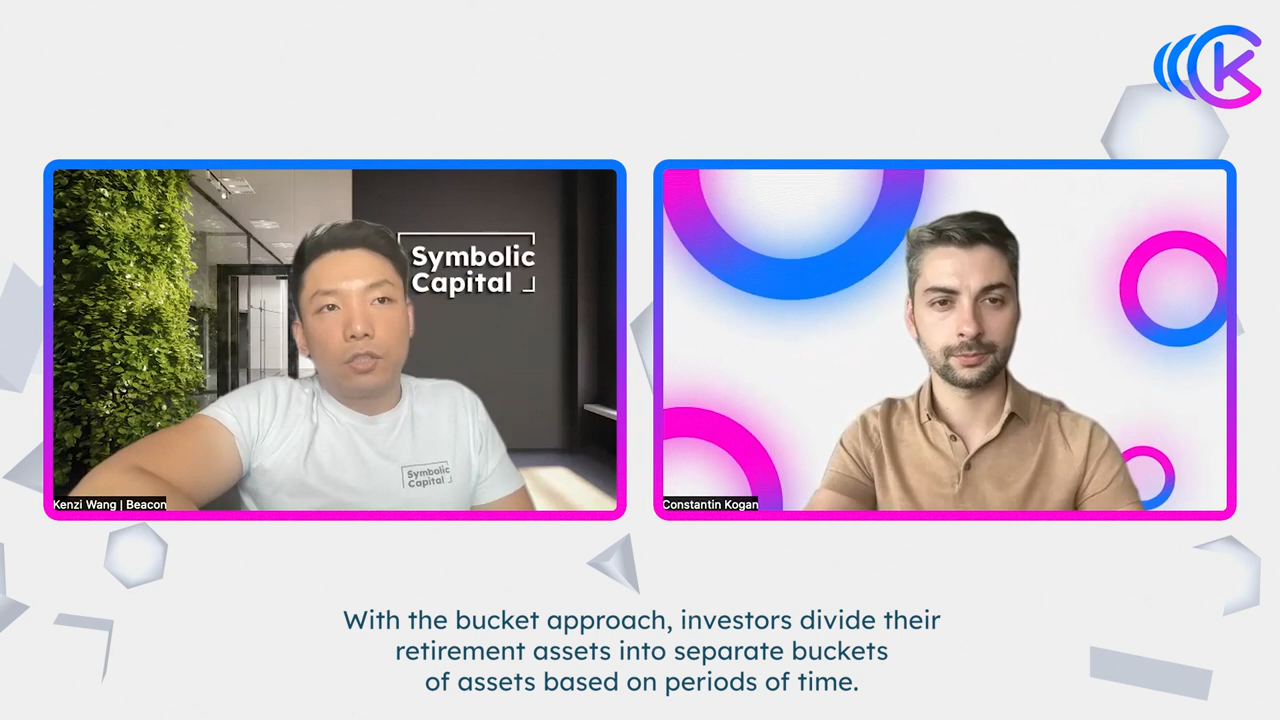 Symbolic
Capital
Symbolic
Capital
Kenzi Wang | Beacon
Constantin Kogan
With the bucket approach, investors divide their
retirement assets into separate buckets
of assets based on periods of time.